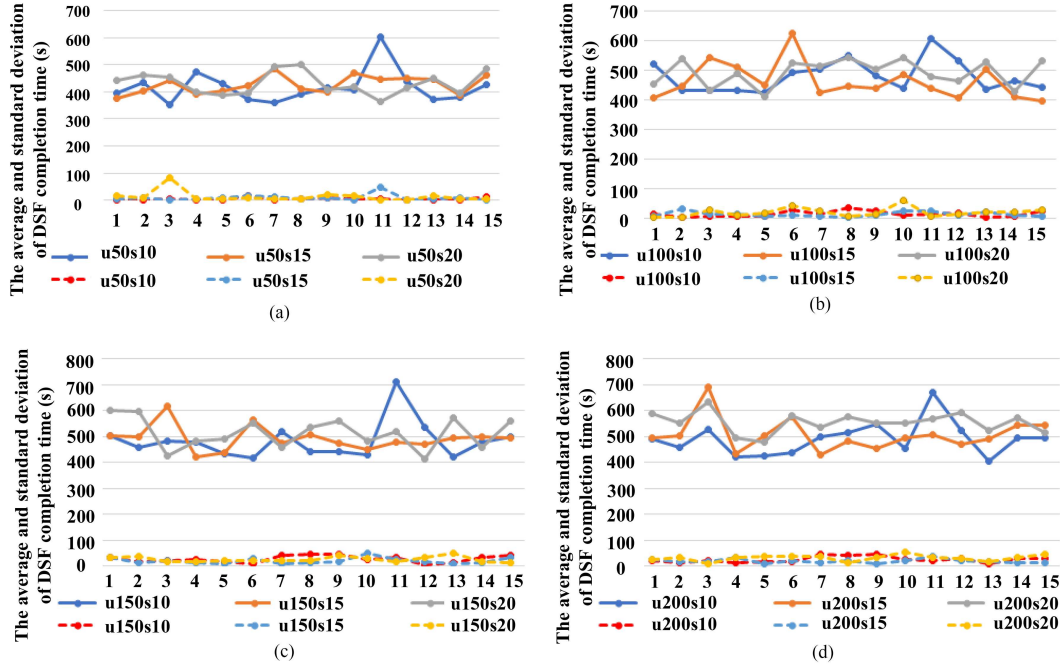 The average and standard deviation
of DSF completion time (s)
700
600
500
400
300
200
100
0
1 2 3 4 5 6 7 8 9 10 11 12 13 14 15
u50s10 u50s15 u50s20
u50s10 u50s15 u50s20
(a)
The average and standard deviation
of DSF completion time (s)
700
600
500
400
300
200
100
0
1 2 3 4 5 6 7 8 9 10 11 12 13 14 15
u100s10 u100s15 u100s20
u100s10 u100s15 u100s20
(b)
The average and standard deviation
of DSF completion time (s)
800
700
600
500
400
300
200
100
0
1 2 3 4 5 6 7 8 9 10 11 12 13 14 15
u150s10 u150s15 u150s20
u150s10 u150s15 u150s20
(c)
The average and standard deviation
of DSF completion time (s)
800
700
600
500
400
300
200
100
0
1 2 3 4 5 6 7 8 9 10 11 12 13 14 15
u200s10 u200s15 u200s20
u200s10 u200s15 u200s20
(d)